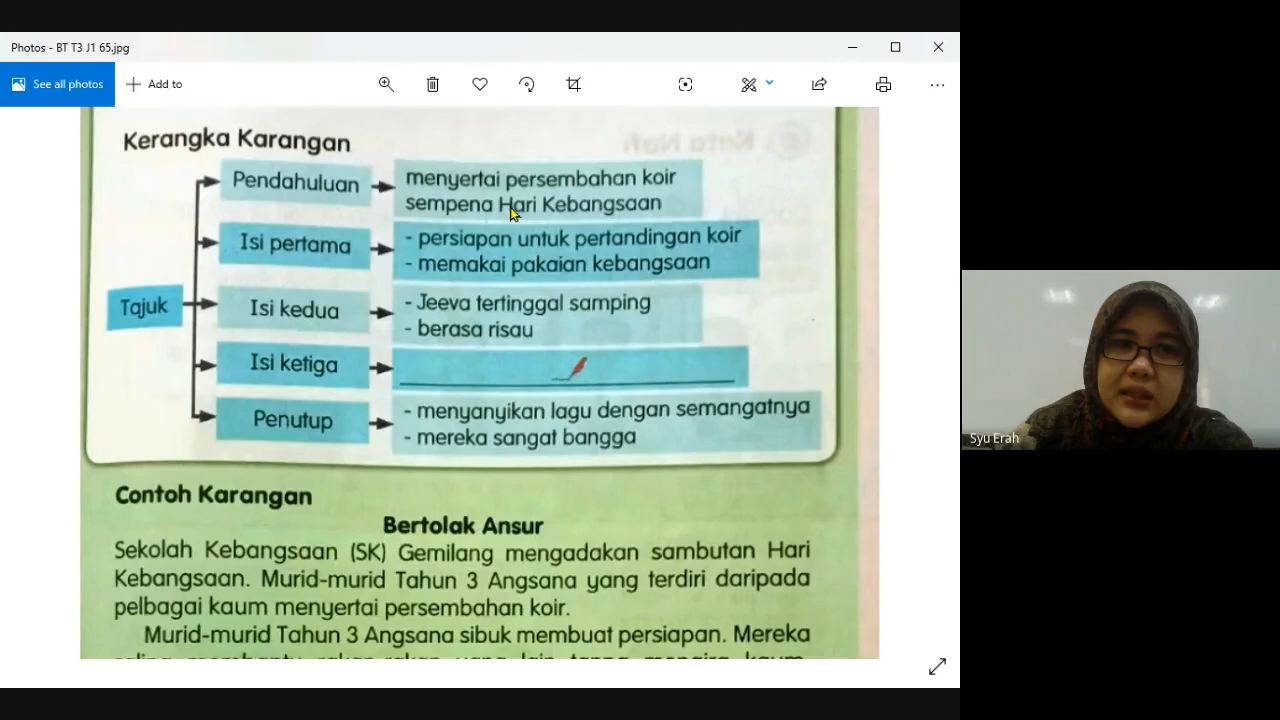 Photos - BT T3 J1 65.jpg
See all photos
Add to
Kerangka Karangan
Pendahuluan
menyertai persembahan koir
sempena Hari Kebangsaan
Isi pertama
- persiapan untuk pertandingan koir
- memakai pakaian kebangsaan
Tajuk
Isi kedua
- Jeeva tertinggal samping
- berasa risau
Isi ketiga
Penutup
- menyanyikan lagu dengan semangatnya
- mereka sangat bangga
Contoh Karangan
Bertolak Ansur
Sekolah Kebangsaan (SK) Gemilang mengadakan sambutan Hari
Kebangsaan. Murid-murid Tahun 3 Angsana yang terdiri daripada
pelbagai kaum menyertai persembahan koir.
Murid-murid Tahun 3 Angsana sibuk membuat persiapan. Mereka
Syu Erah